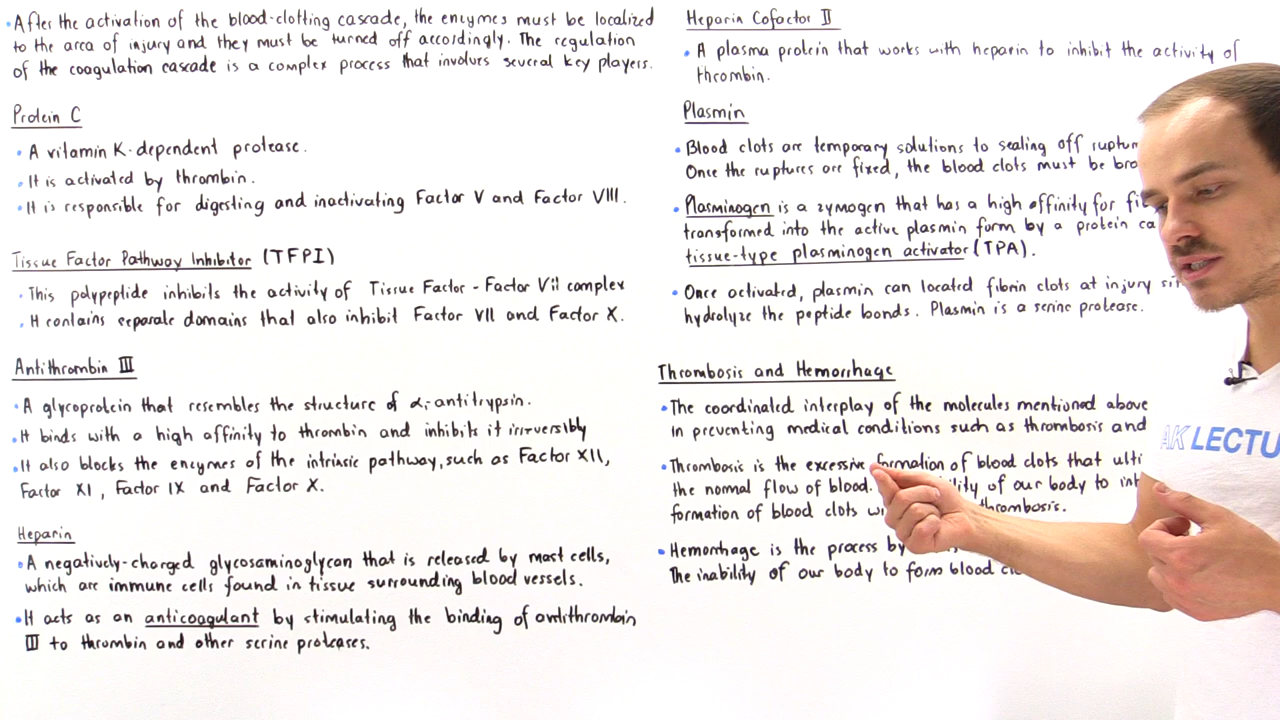 •After the activation of the blood-clotting cascade, the enzymes must be localized
to the area of injury and they must be turned off accordingly. The regulation
of the coagulation cascade is a complex process that involves several key players.
Protein C
• A vitamin K-dependent protease.
• It is activated by thrombin.
• It is responsible for digesting and inactivating Factor V and Factor VIII.
Tissue Factor Pathway Inhibitor (TFPI)
• This polypeptide inhibits the activity of Tissue Factor - Factor VII complex
• It contains separate domains that also inhibit Factor VII and Factor X.
Antithrombin III
• A glycoprotein that resembles the structure of α₁-antitrypsin.
• It binds with a high affinity to thrombin and inhibits it irreversibly
• It also blocks the enzymes of the intrinsic pathway, such as Factor XII,
Factor XI, Factor IX and Factor X.
Heparin
• A negatively-charged glycosaminoglycan that is released by mast cells,
which are immune cells found in tissue surrounding blood vessels.
• It acts as an anticoagulant by stimulating the binding of antithrombin
III to thrombin and other serine proteases.
Heparin Cofactor II
• A plasma protein that works with heparin to inhibit the activity of
thrombin.
Plasmin
• Blood clots are temporary solutions to sealing off
Once the ruptures are fixed, the blood clots must be
• Plasminogen is a zymogen that has a high affinity for
transformed into the active plasmin form by a protein
tissue-type plasminogen activator (TPA).
• Once activated, plasmin can located fibrin clots at injury
hydrolyze the peptide bonds. Plasmin is a serine protease.
Thrombosis and Hemorrhage
• The coordinated interplay of the molecules mentioned above
in preventing medical conditions such as thrombosis and
• Thrombosis is the excessive formation of blood clots that
the normal flow of blood. of our body to
formation of blood clots thrombosis.
• Hemorrhage is the process by
The inability of our body to form blood
AK LECTU